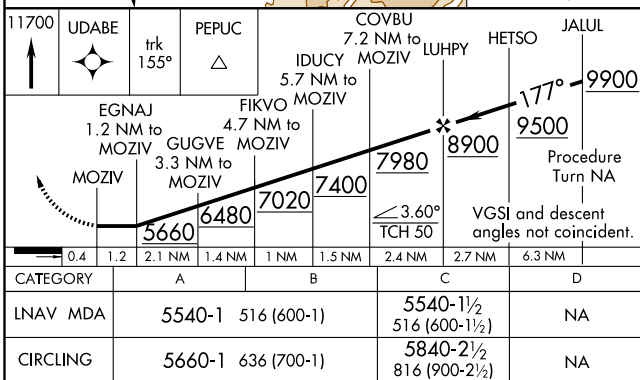 11700
UDABE
trk
155°
PEPUC
COVBU
7.2 NM to
MOZIV
LUHPY
HETSO
JALUL
IDUCY
5.7 NM to
MOZIV
FIKVO
4.7 NM to
MOZIV
EGNAJ
1.2 NM to
MOZIV
GUGVE
3.3 NM to
MOZIV
MOZIV
177°
9900
9500
8900
7980
7400
7020
6480
5660
Procedure
Turn NA
3.60°
TCH 50
VGSI and descent
angles not coincident.
0.4 1.2 2.1 NM 1.4 NM 1 NM 1.5 NM 2.4 NM 2.7 NM 6.3 NM
CATEGORY A B C D
LNAV MDA 5540-1 516 (600-1) 5540-1½ 516 (600-1½) NA
CIRCLING 5660-1 636 (700-1) 5840-2½ 816 (900-2½) NA